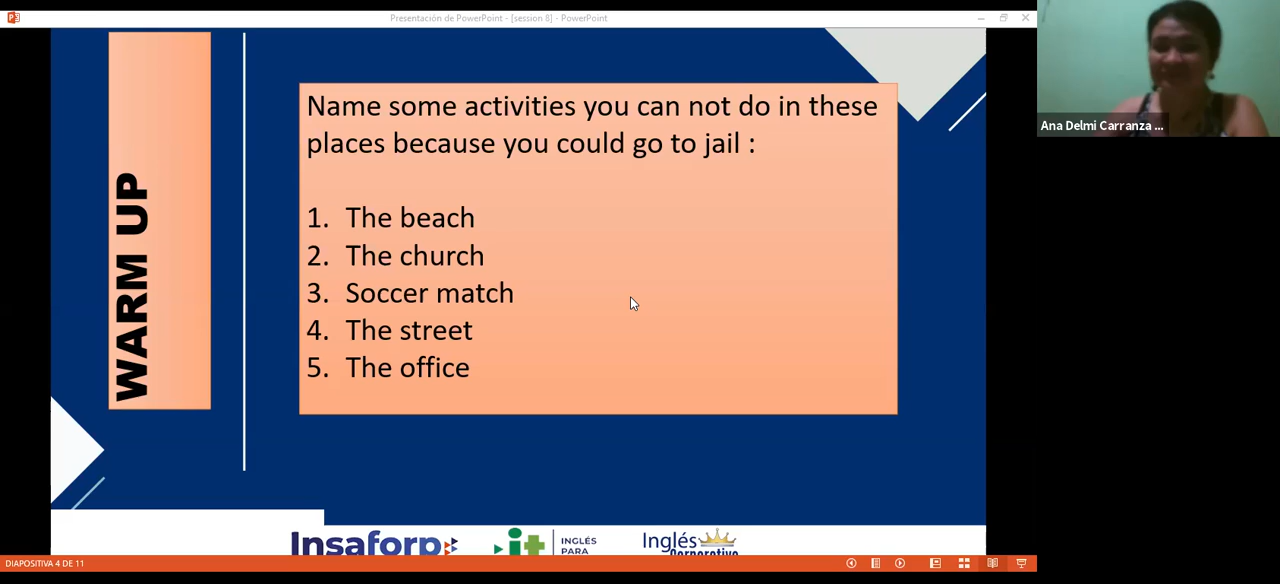 Presentación de PowerPoint - [session 8] - PowerPoint
Ana Delmi Carranza ...
WARM UP
Name some activities you can not do in these
places because you could go to jail :
1. The beach
2. The church
3. Soccer match
4. The street
5. The office
Insaforp
it
INGLÉS
PARA
Inglés
Corporativo
DIAPOSITIVA 4 DE 11